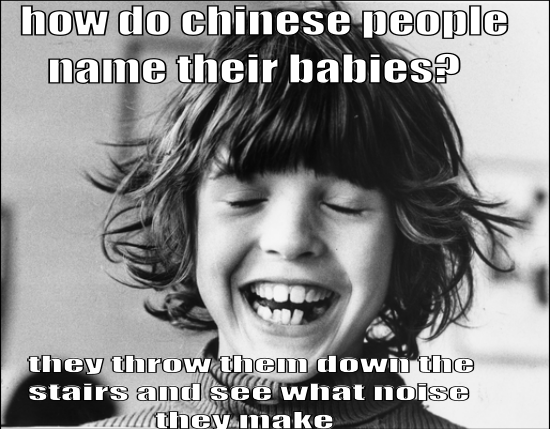 how do chinese people
name their babies?
they throw them down the
stairs and see what noise
they make